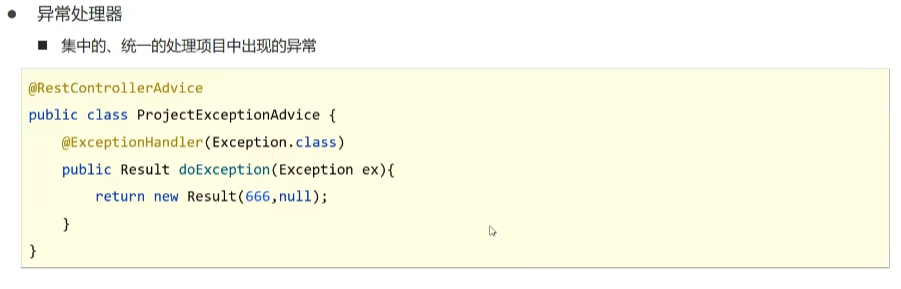 ● 异常处理器
■ 集中的、统一的处理项目中出现的异常
@RestControllerAdvice
public class ProjectExceptionAdvice {
    @ExceptionHandler(Exception.class)
    public Result doException(Exception ex){
        return new Result(666,null);
    }
}